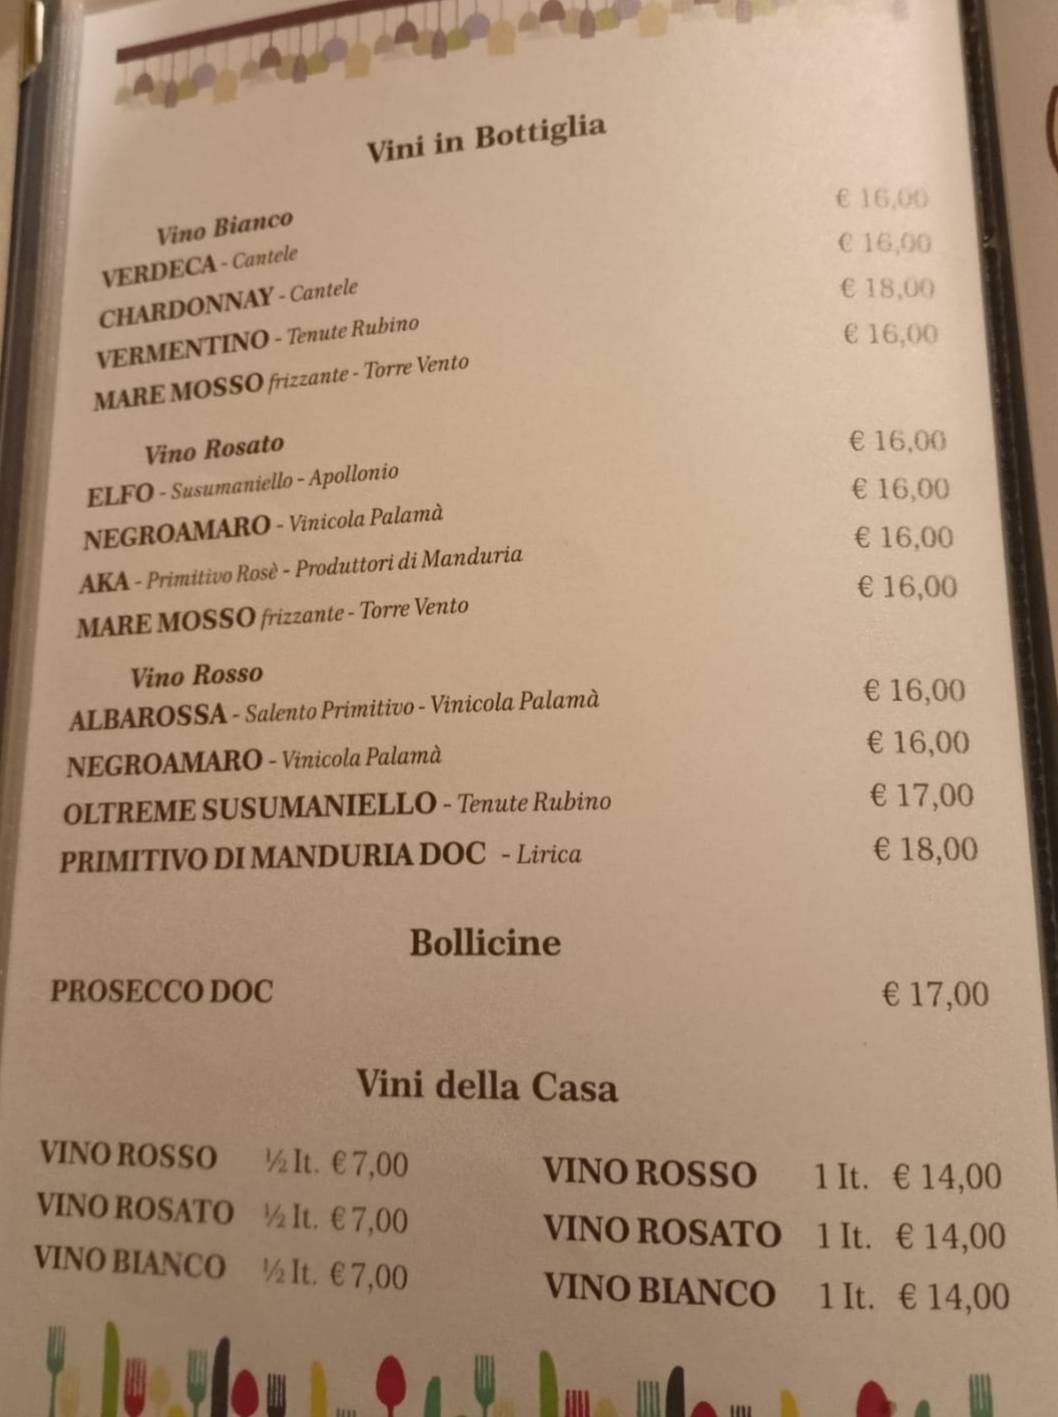 Vini in Bottiglia
Vino Bianco
VERDECA - Cantele € 16,00
CHARDONNAY - Cantele € 16,00
VERMENTINO - Tenute Rubino € 18,00
MARE MOSSO frizzante - Torre Vento € 16,00
Vino Rosato
ELFO - Susumaniello - Apollonio € 16,00
NEGROAMARO - Vinicola Palamà € 16,00
AKA - Primitivo Rosè - Produttori di Manduria € 16,00
MARE MOSSO frizzante - Torre Vento € 16,00
Vino Rosso
ALBAROSSA - Salento Primitivo - Vinicola Palamà € 16,00
NEGROAMARO - Vinicola Palamà € 16,00
OLTREME SUSUMANIELLO - Tenute Rubino € 17,00
PRIMITIVO DI MANDURIA DOC - Lirica € 18,00
Bollicine
PROSECCO DOC € 17,00
Vini della Casa
VINO ROSSO ½ lt. € 7,00 VINO ROSSO 1 lt. € 14,00
VINO ROSATO ½ lt. € 7,00 VINO ROSATO 1 lt. € 14,00
VINO BIANCO ½ lt. € 7,00 VINO BIANCO 1 lt. € 14,00